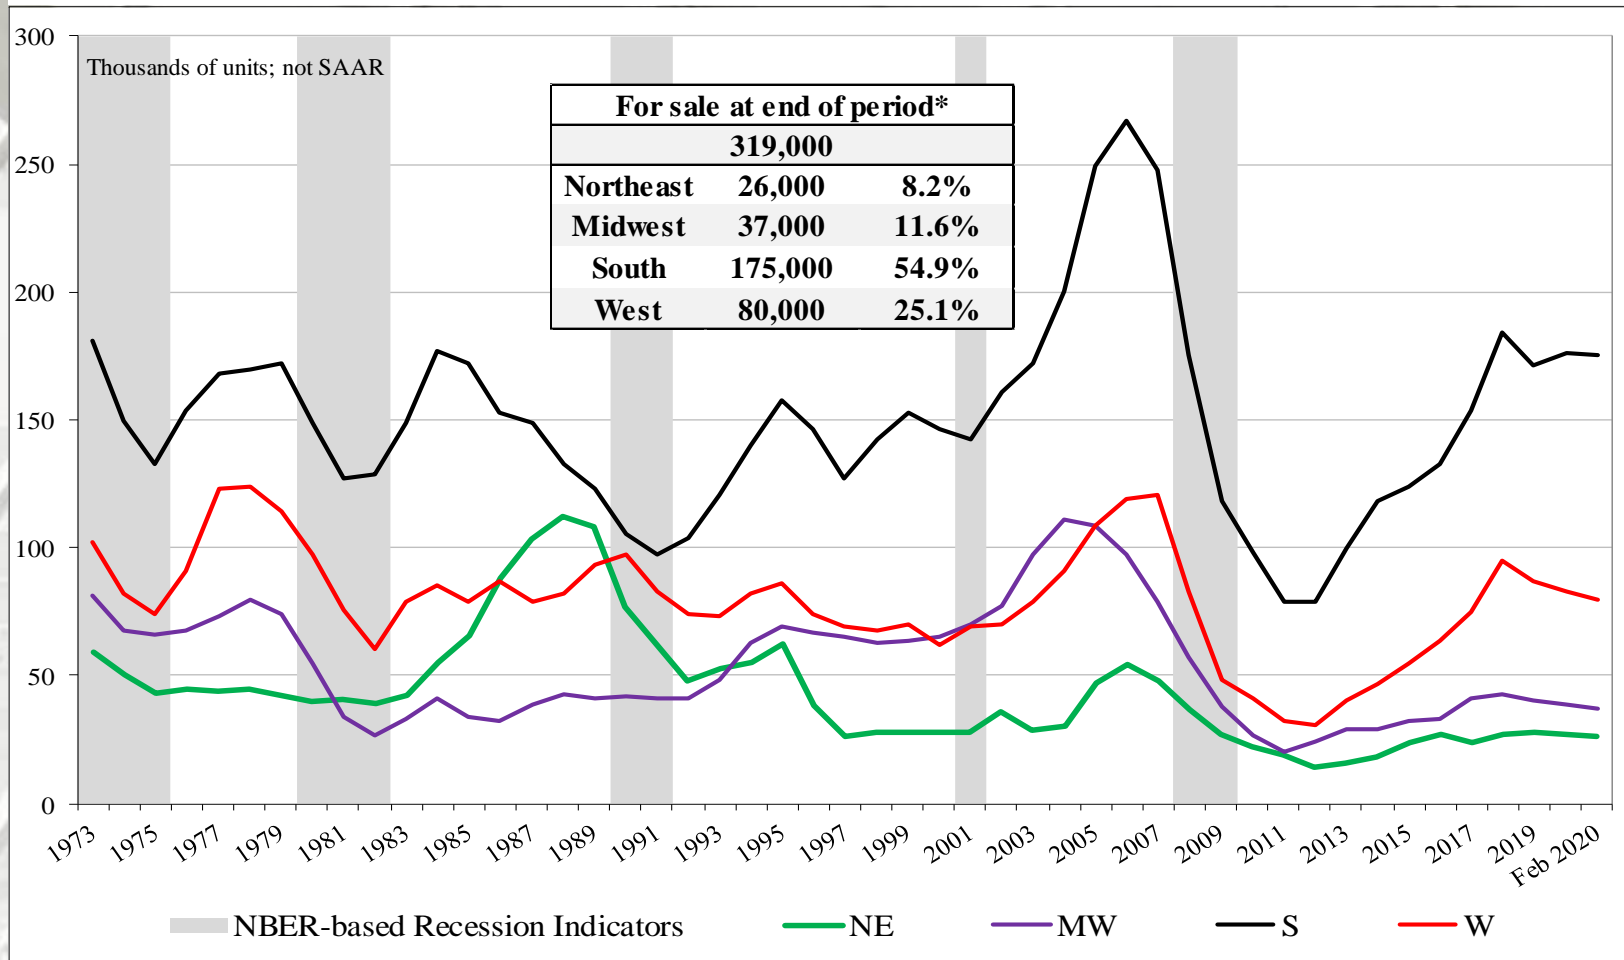 300
Thousands of units; not SAAR
For sale at end of period*
319,000
Northeast 26,000 8.2%
Midwest 37,000 11.6%
South 175,000 54.9%
West 80,000 25.1%
250
200
150
100
50
0
1973 1975 1977 1979 1981 1983 1985 1987 1989 1991 1993 1995 1997 1999 2001 2003 2005 2007 2009 2011 2013 2015 2017 2019 Feb 2020
NBER-based Recession Indicators NE MW S W